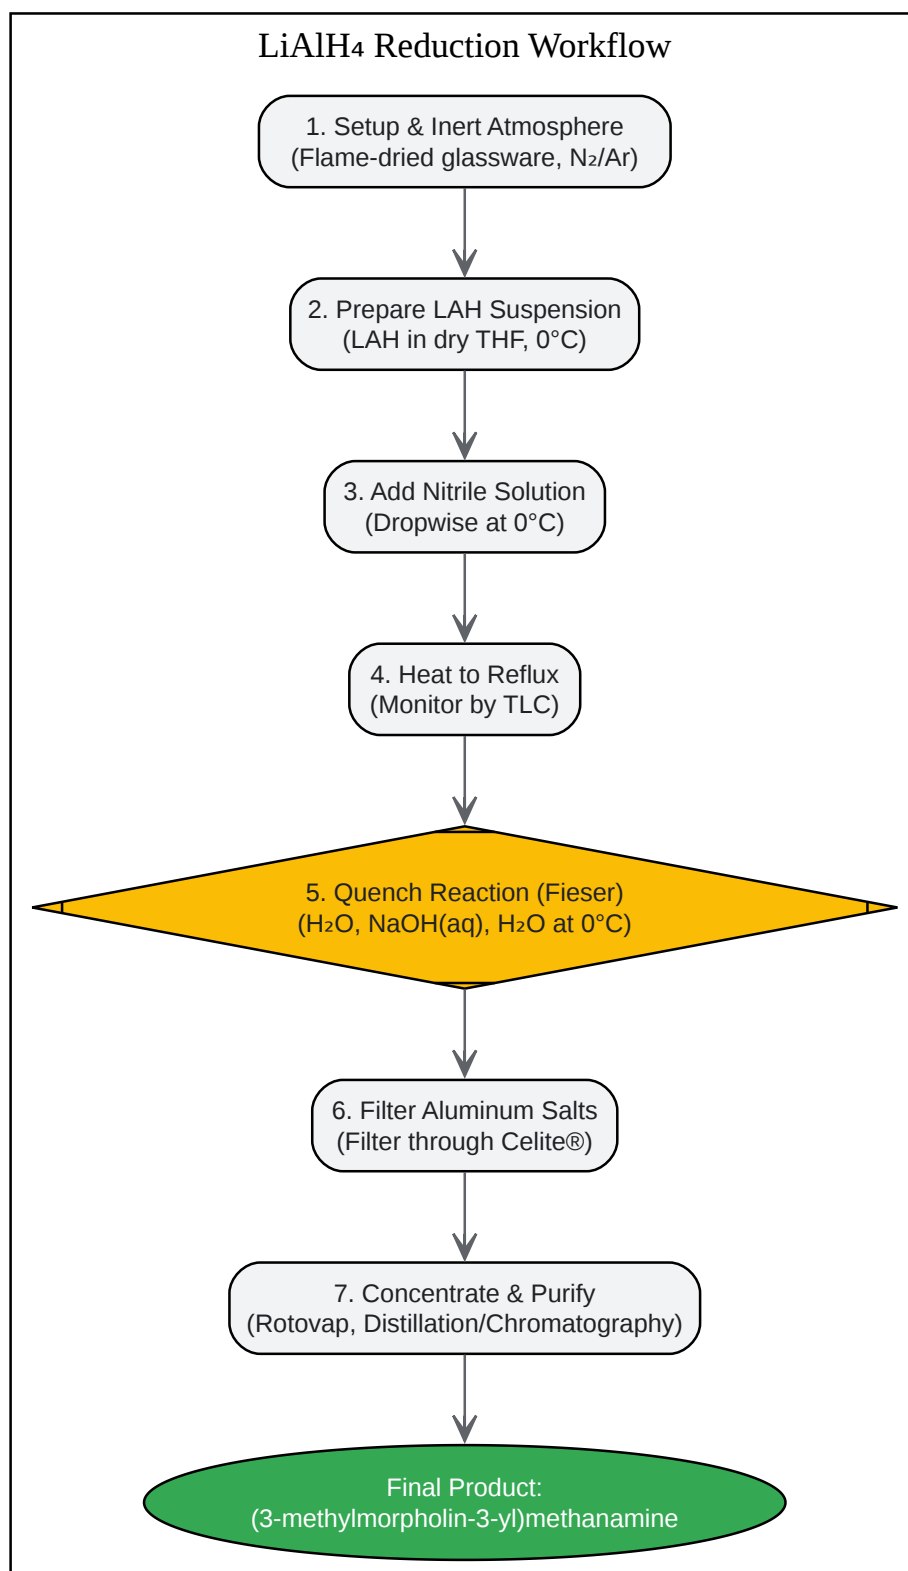 LiAlH₄ Reduction Workflow
1. Setup & Inert Atmosphere
(Flame-dried glassware, N₂/Ar)
2. Prepare LAH Suspension
(LAH in dry THF, 0°C)
3. Add Nitrile Solution
(Dropwise at 0°C)
4. Heat to Reflux
(Monitor by TLC)
5. Quench Reaction (Fieser)
(H₂O, NaOH(aq), H₂O at 0°C)
6. Filter Aluminum Salts
(Filter through Celite®)
7. Concentrate & Purify
(Rotovap, Distillation/Chromatography)
Final Product:
(3-methylmorpholin-3-yl)methanamine